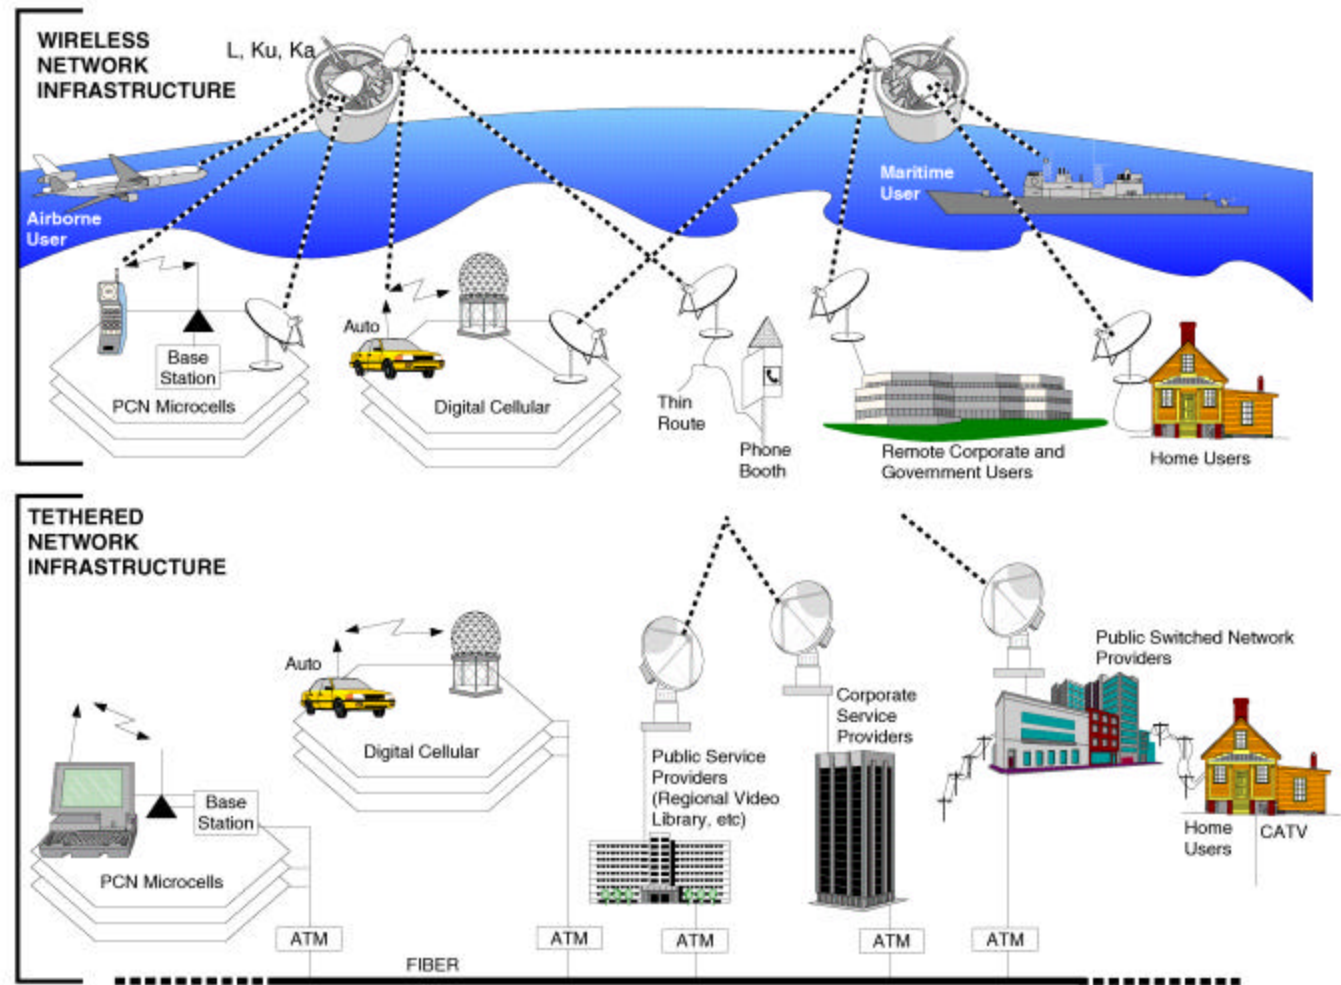 WIRELESS
NETWORK
INFRASTRUCTURE
L, Ku, Ka
Airborne
User
Maritime
User
Auto
Base
Station
PCN Microcells
Digital Cellular
Thin
Route
Phone
Booth
Remote Corporate and
Government Users
Home Users
TETHERED
NETWORK
INFRASTRUCTURE
Auto
Digital Cellular
Public Switched Network
Providers
Corporate
Service
Providers
Public Service
Providers
(Regional Video
Library, etc)
Base
Station
PCN Microcells
Home
Users
CATV
ATM
ATM
ATM
ATM
ATM
FIBER